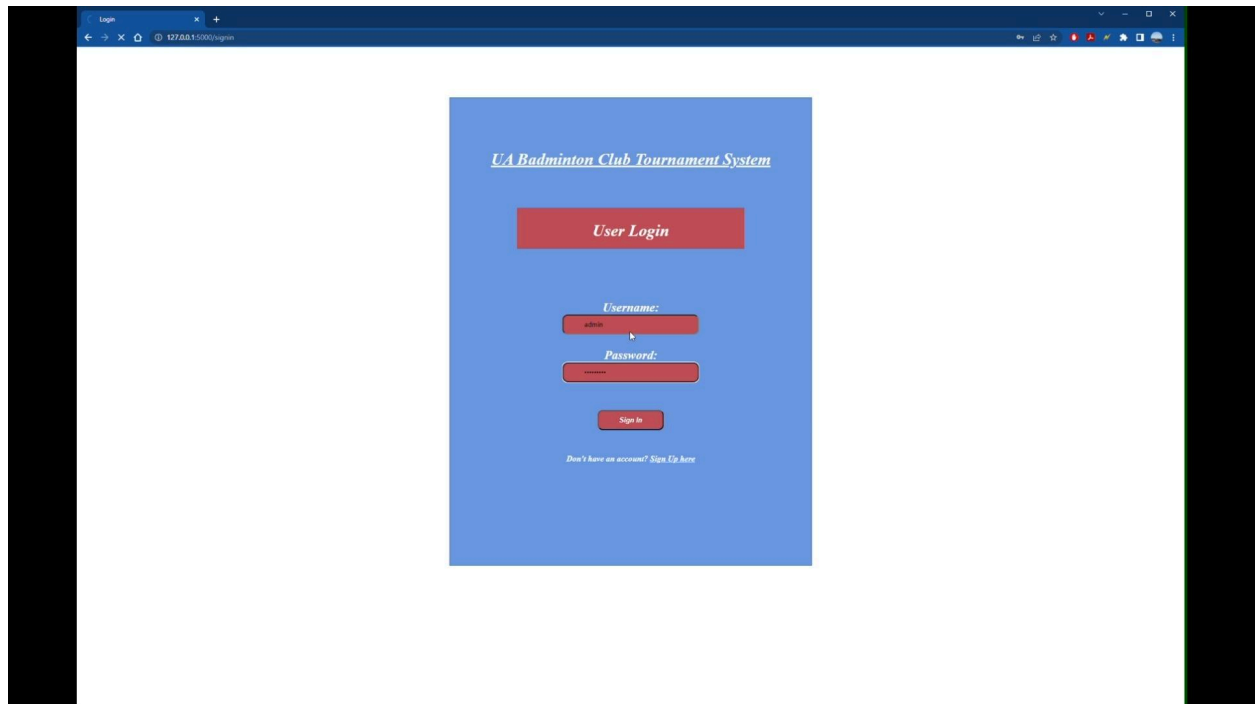 Login
127.0.0.1:5000/signin
UA Badminton Club Tournament System
User Login
Username:
admin
Password:
Sign In
Don't have an account? Sign Up here